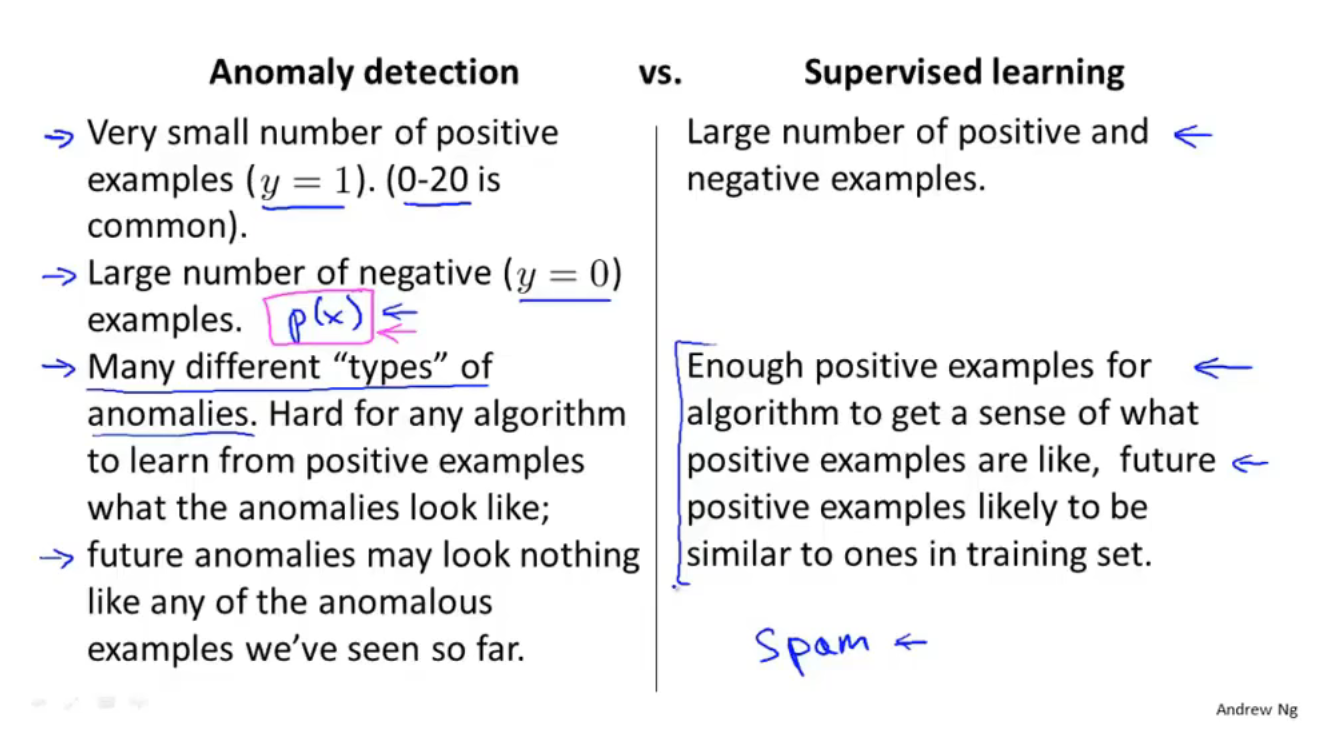 Anomaly detection vs. Supervised learning
→ Very small number of positive
examples (y = 1). (0-20 is
common).
→ Large number of negative (y = 0)
examples. p(x) ←
→ Many different “types” of
anomalies. Hard for any algorithm
to learn from positive examples
what the anomalies look like;
→ future anomalies may look nothing
like any of the anomalous
examples we’ve seen so far.
Large number of positive and ←
negative examples.
Enough positive examples for ←
algorithm to get a sense of what
positive examples are like, future ←
positive examples likely to be
similar to ones in training set.
Spam ←
Andrew Ng